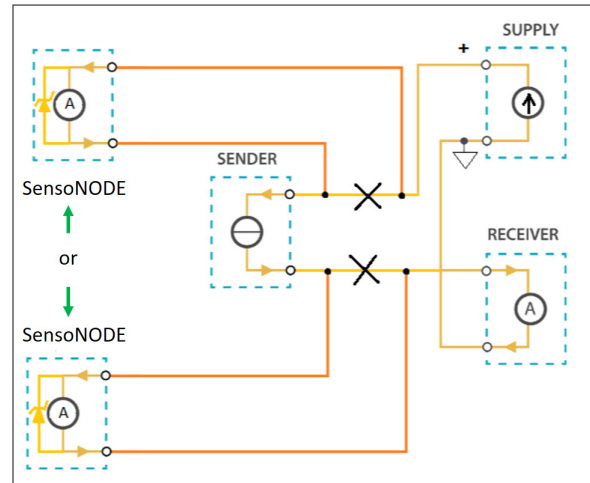 SUPPLY
+
A
SENDER
SensoNODE
or
RECEIVER
A
SensoNODE
A